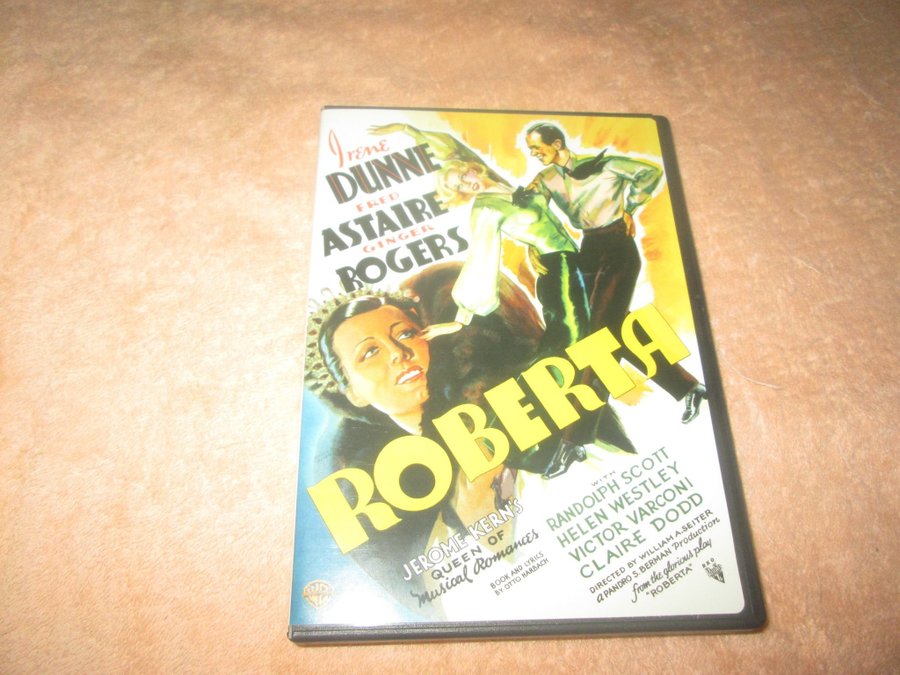 Irene
DUNNE
FRED
ASTAIRE
GINGER
ROGERS
ROBERTA
JEROME KERN'S
QUEEN OF
Musical Romances
BOOK AND LYRICS
BY OTTO HARBACH
WITH
RANDOLPH SCOTT
HELEN WESTLEY
VICTOR VARCONI
CLAIRE DODD
DIRECTED BY WILLIAM A. SEITER
a PANDRO S. BERMAN Production
from the glorious play
"ROBERTA"